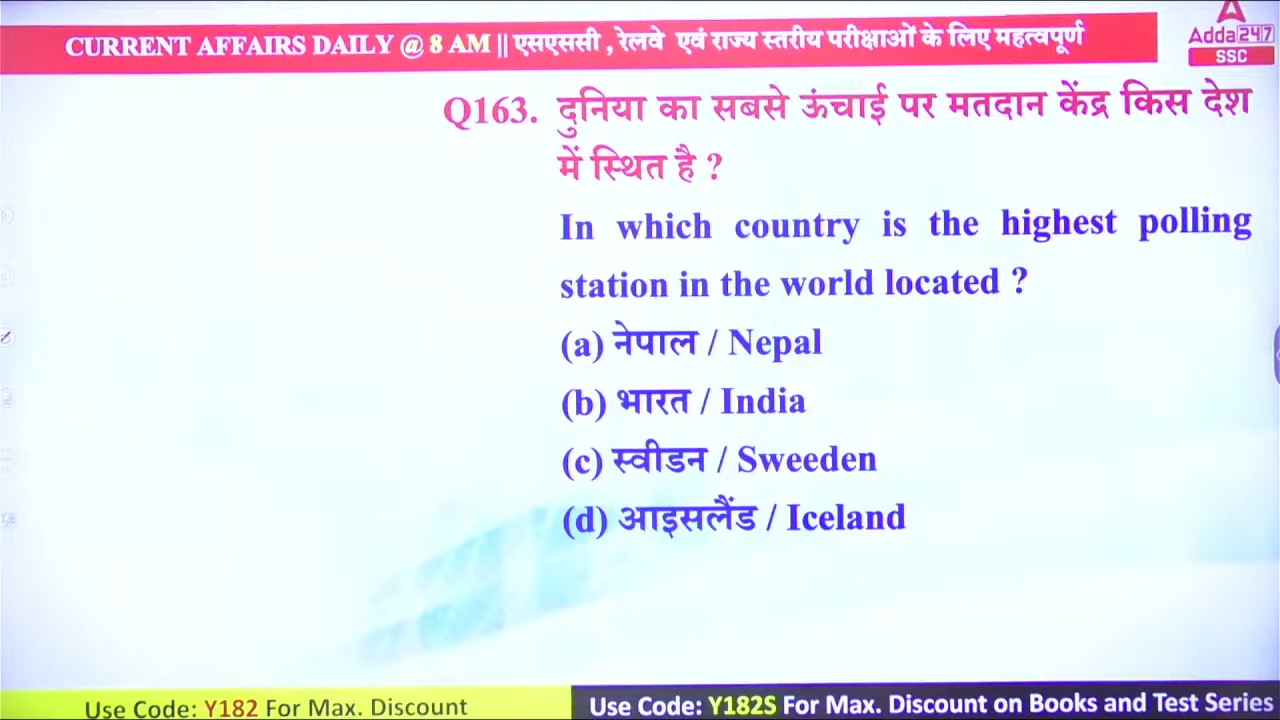 CURRENT AFFAIRS DAILY @ 8 AM || एसएससी , रेलवे एवं राज्य स्तरीय परीक्षाओं के लिए महत्वपूर्ण
Adda247
SSC
Q163. दुनिया का सबसे ऊंचाई पर मतदान केंद्र किस देश
में स्थित है ?
In which country is the highest polling
station in the world located ?
(a) नेपाल / Nepal
(b) भारत / India
(c) स्वीडन / Sweeden
(d) आइसलैंड / Iceland
Use Code: Y182 For Max. Discount
Use Code: Y182S For Max. Discount on Books and Test Series